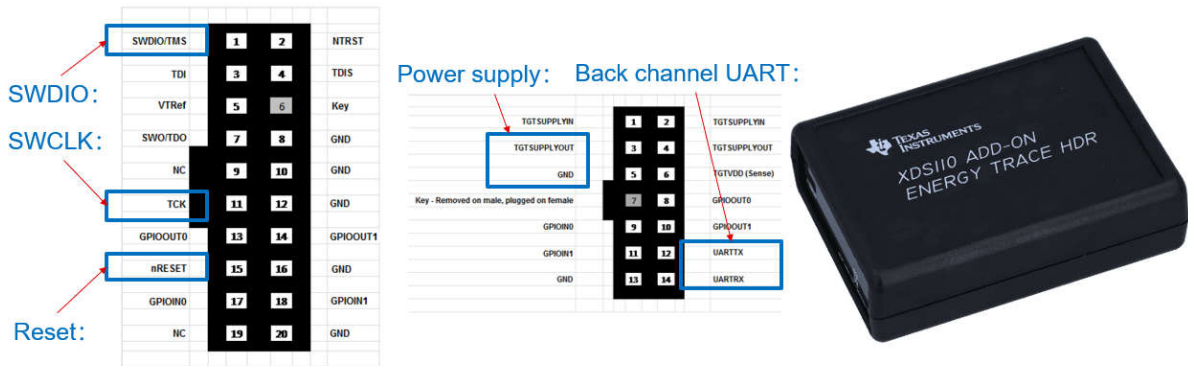 SWDIO:
SWCLK:
Reset:
SWDIO/TMS 1 2 NTRST
TDI 3 4 TDIS
VTRef 5 6 Key
SWO/TDO 7 8 GND
NC 9 10 GND
TCK 11 12 GND
GPIOOUT0 13 14 GPIOOUT1
nRESET 15 16 GND
GPIOIN0 17 18 GPIOIN1
NC 19 20 GND
Power supply: Back channel UART:
TGTSUPPLYIN 1 2 TGTSUPPLYIN
TGTSUPPLYOUT 3 4 TGTSUPPLYOUT
GND 5 6 TGTVDD (Sense)
Key - Removed on male, plugged on female 7 8 GPIOOUT0
GPIOIN0 9 10 GPIOOUT1
GPIOIN1 11 12 UARTTX
GND 13 14 UARTRX
TEXAS
INSTRUMENTS
XDS110 ADD-ON
ENERGY TRACE HDR